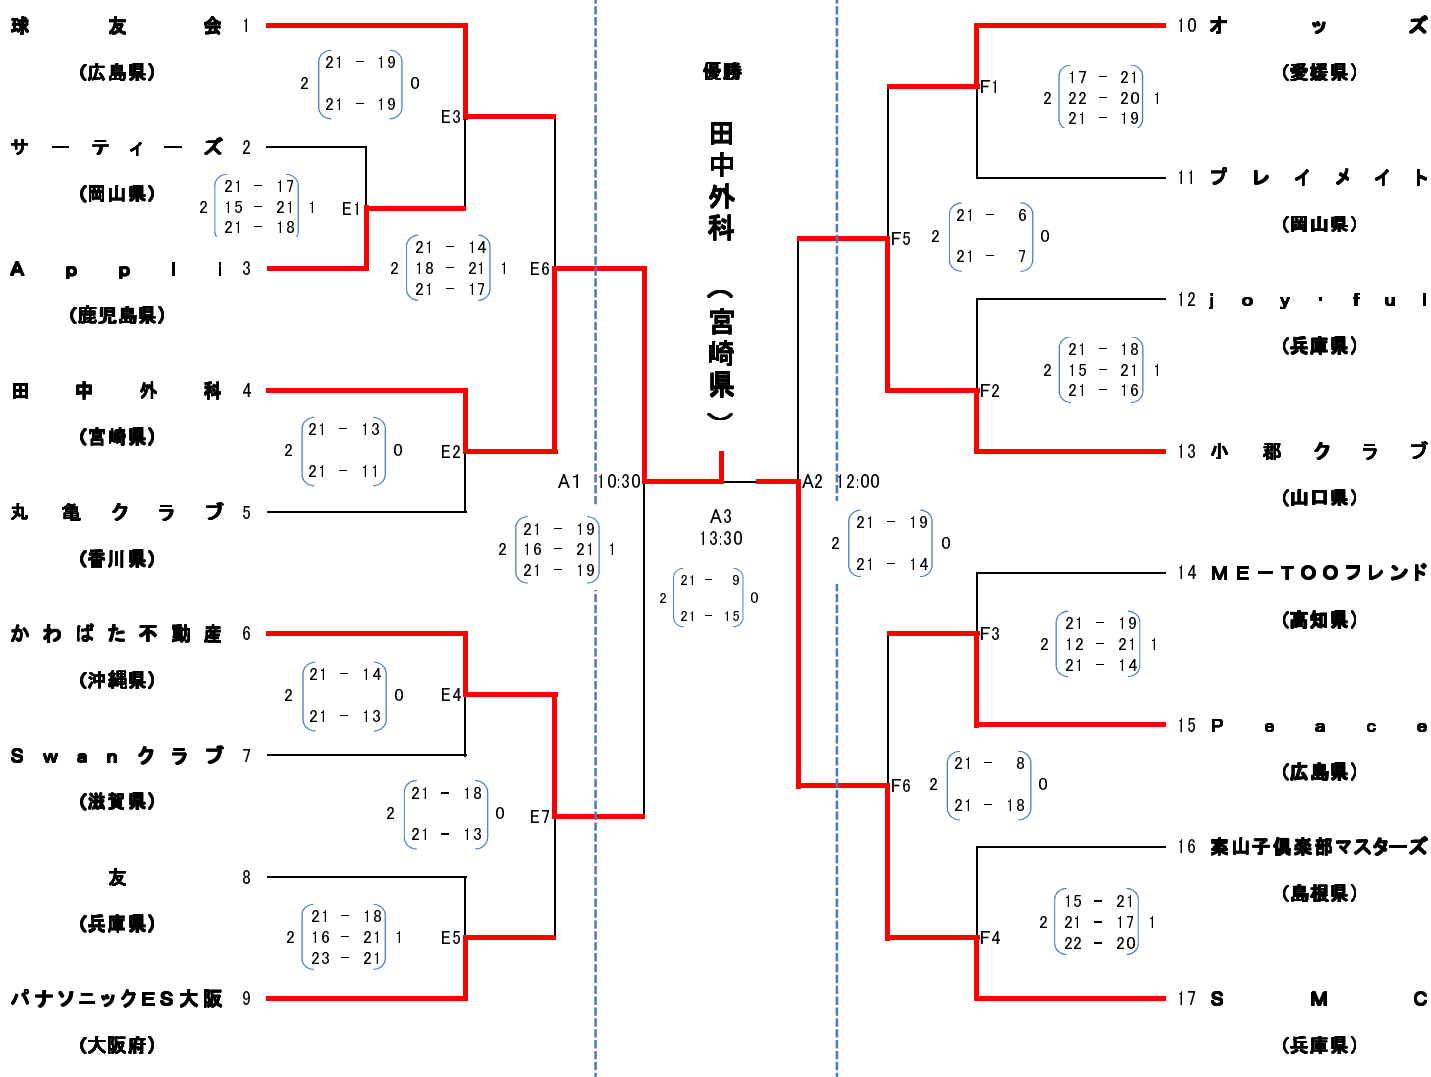 球友会 1
(広島県)
2 21 - 19 0
21 - 19
E3
サーティーズ 2
(岡山県)
21 - 17
2 15 - 21 1
21 - 18
E1
Appli 3
(鹿児島県)
21 - 14
2 18 - 21 1
21 - 17
E6
田中外科 4
(宮崎県)
2 21 - 13 0
21 - 11
E2
丸亀クラブ 5
(香川県)
かわばた不動産 6
(沖縄県)
2 21 - 14 0
21 - 13
E4
Swanクラブ 7
(滋賀県)
2 21 - 18 0
21 - 13
E7
友 8
(兵庫県)
21 - 18
2 16 - 21 1
23 - 21
E5
パナソニックES大阪 9
(大阪府)
優勝
田中外科
(宮崎県)
A1 10:30
21 - 19
2 16 - 21 1
21 - 19
A3
13:30
2 21 - 9 0
21 - 15
A2 12:00
2 21 - 19 0
21 - 14
10 オッズ
(愛媛県)
F1
17 - 21
2 22 - 20 1
21 - 19
11 プレイメイト
(岡山県)
F5
2 21 - 6 0
21 - 7
12 joy・ful
(兵庫県)
F2
21 - 18
2 15 - 21 1
21 - 16
13 小郡クラブ
(山口県)
14 ME-TOOフレンド
(高知県)
F3
21 - 19
2 12 - 21 1
21 - 14
15 Peace
(広島県)
F6
2 21 - 8 0
21 - 18
16 案山子倶楽部マスターズ
(島根県)
F4
15 - 21
2 21 - 17 1
22 - 20
17 SMC
(兵庫県)